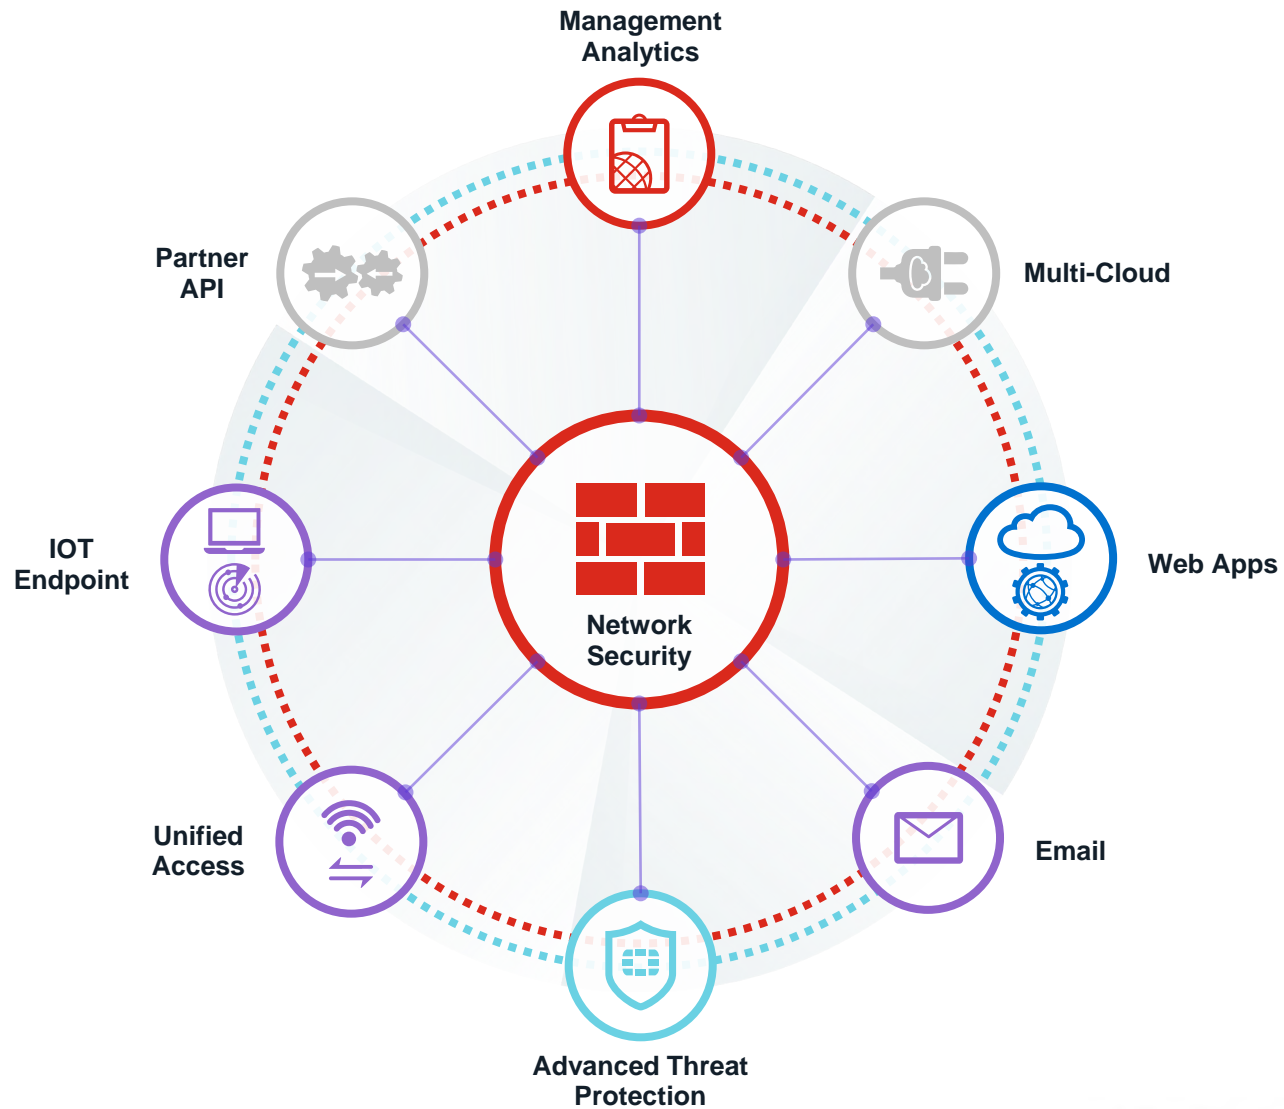 Management
Analytics
Partner
API
Multi-Cloud
IOT
Endpoint
Web Apps
Network
Security
Unified
Access
Email
Advanced Threat
Protection